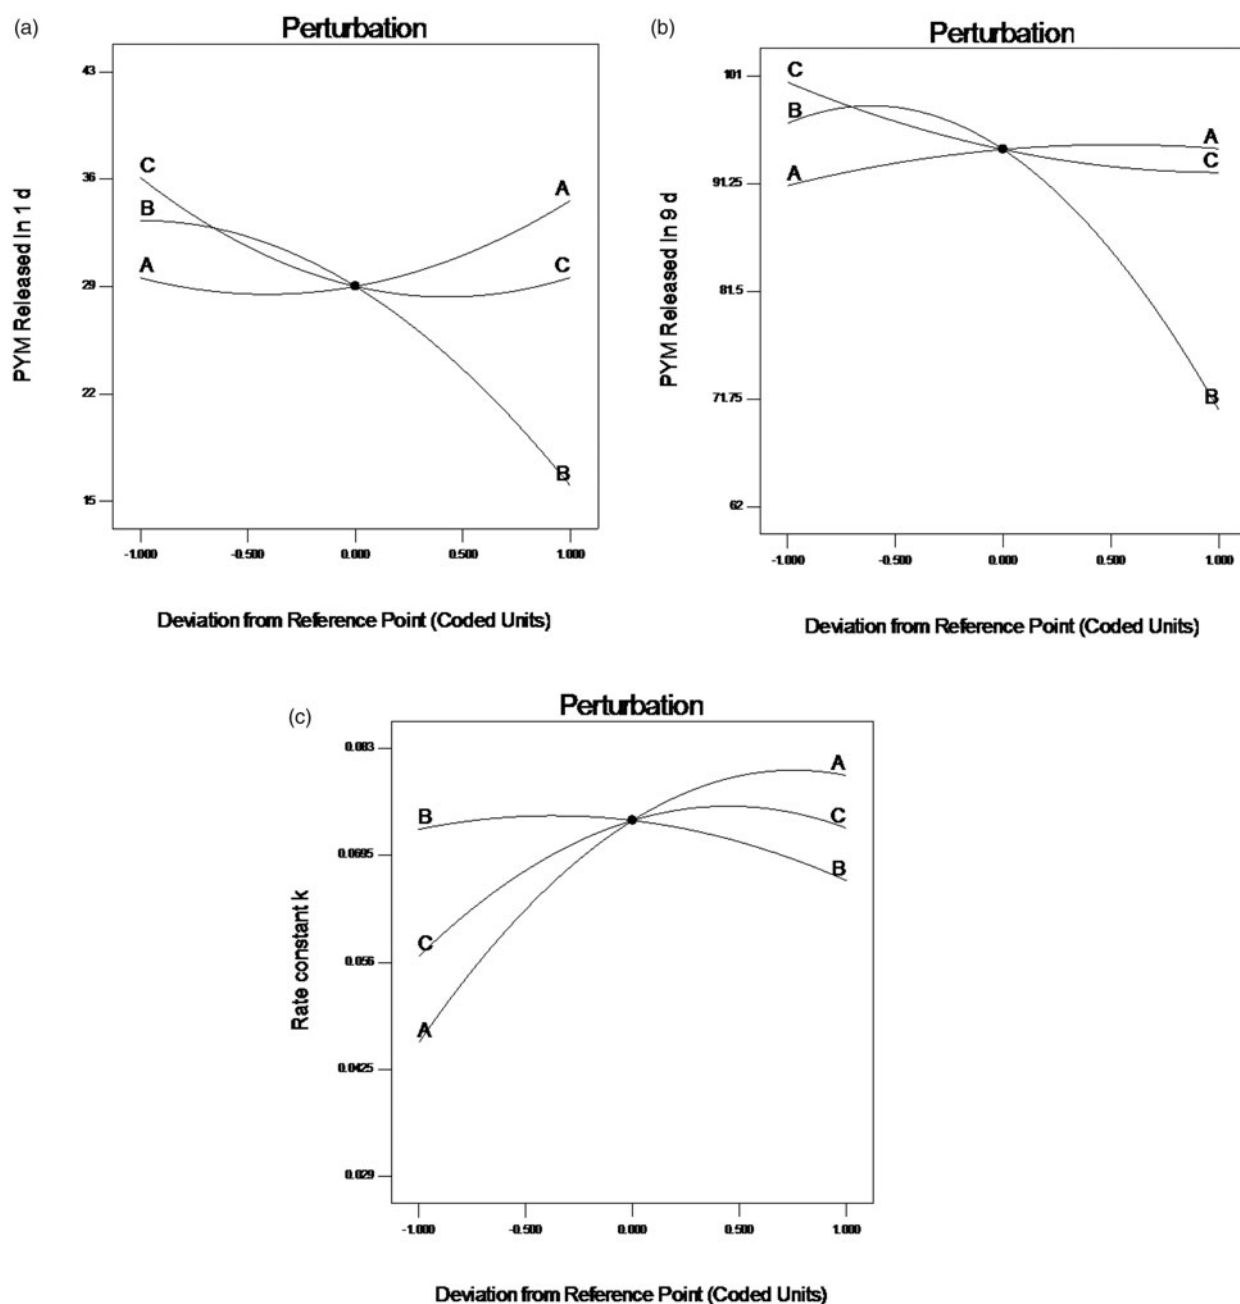 (a)
Perturbation
43
36
29
22
15
PYM Released In 1 d
C
B
A
A
C
B
-1.000
-0.500
0.000
0.500
1.000
Deviation from Reference Point (Coded Units)
(b)
Perturbation
101
91.25
81.5
71.75
62
PYM Released In 9 d
C
B
A
A
C
B
-1.000
-0.500
0.000
0.500
1.000
Deviation from Reference Point (Coded Units)
(c)
Perturbation
0.083
0.0695
0.056
0.0425
0.029
Rate constant k
B
C
A
A
C
B
-1.000
-0.500
0.000
0.500
1.000
Deviation from Reference Point (Coded Units)